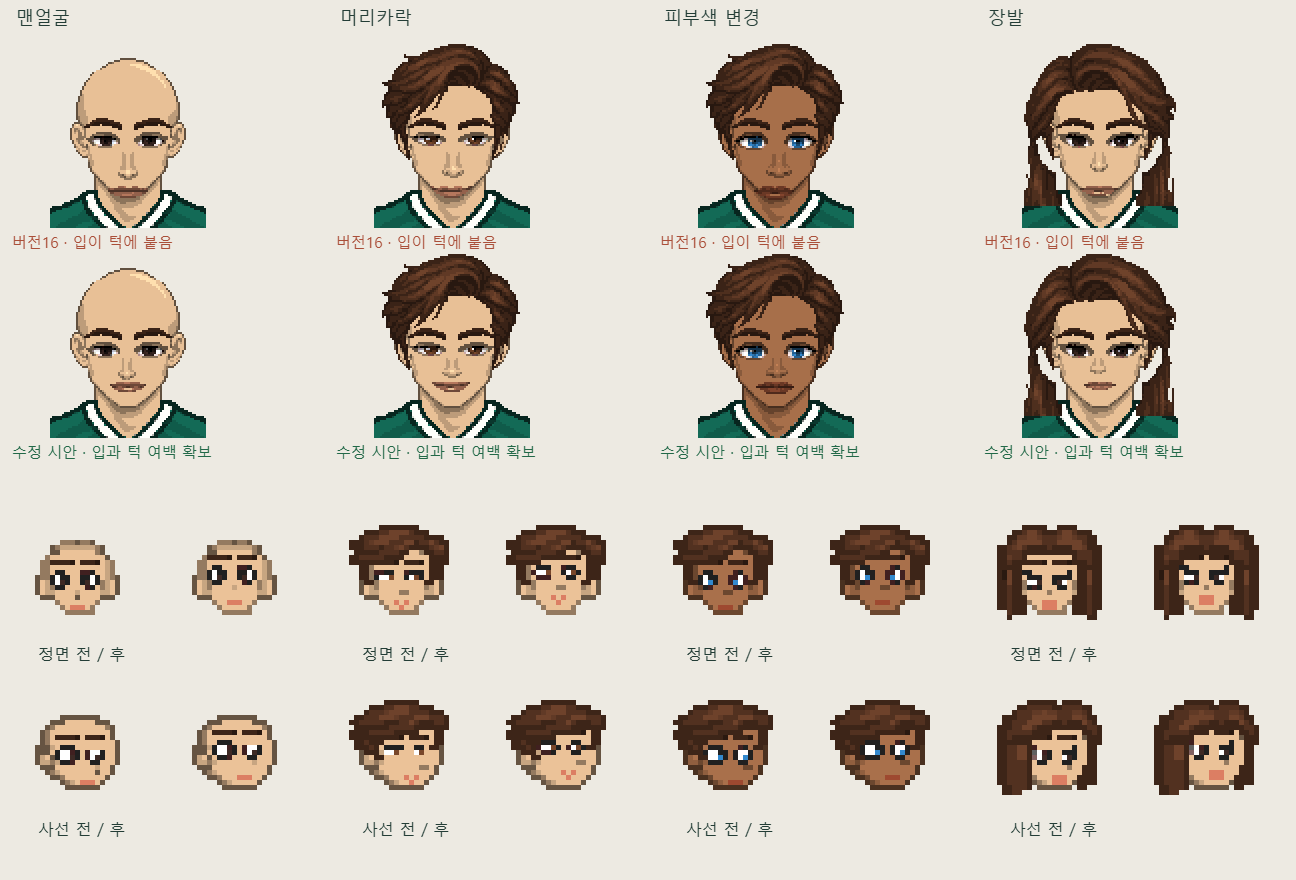 맨얼굴 머리카락 피부색 변경 장발
버전16 · 입이 턱에 붙음 버전16 · 입이 턱에 붙음 버전16 · 입이 턱에 붙음 버전16 · 입이 턱에 붙음
수정 시안 · 입과 턱 여백 확보 수정 시안 · 입과 턱 여백 확보 수정 시안 · 입과 턱 여백 확보 수정 시안 · 입과 턱 여백 확보
정면 전 / 후 정면 전 / 후 정면 전 / 후 정면 전 / 후
사선 전 / 후 사선 전 / 후 사선 전 / 후 사선 전 / 후